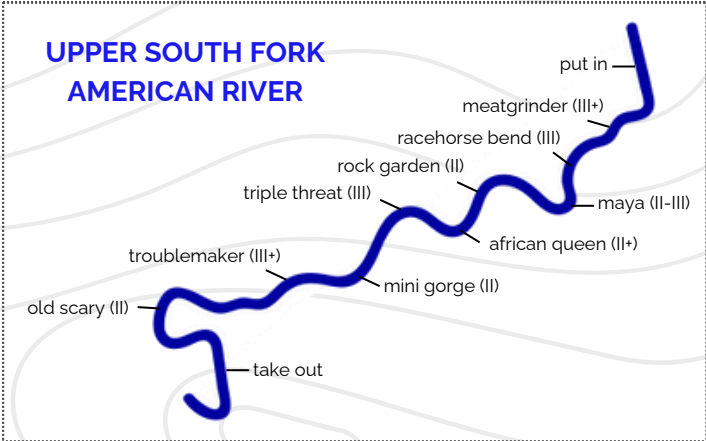 UPPER SOUTH FORK
AMERICAN RIVER
put in
meatgrinder (III+)
racehorse bend (III)
rock garden (II)
triple threat (III)
maya (II-III)
african queen (II+)
troublemaker (III+)
mini gorge (II)
old scary (II)
take out